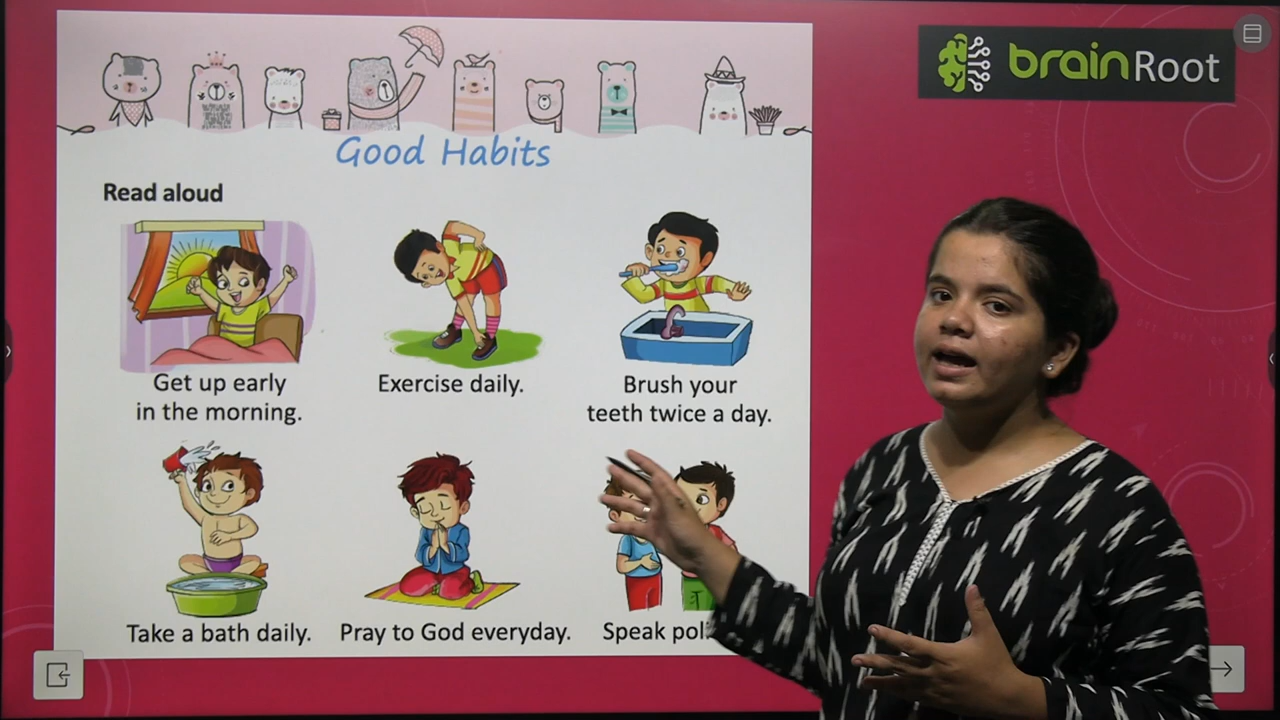 brainRoot
Good Habits
Read aloud
Get up early
in the morning.
Exercise daily.
Brush your
teeth twice a day.
Take a bath daily.
Pray to God everyday.
Speak